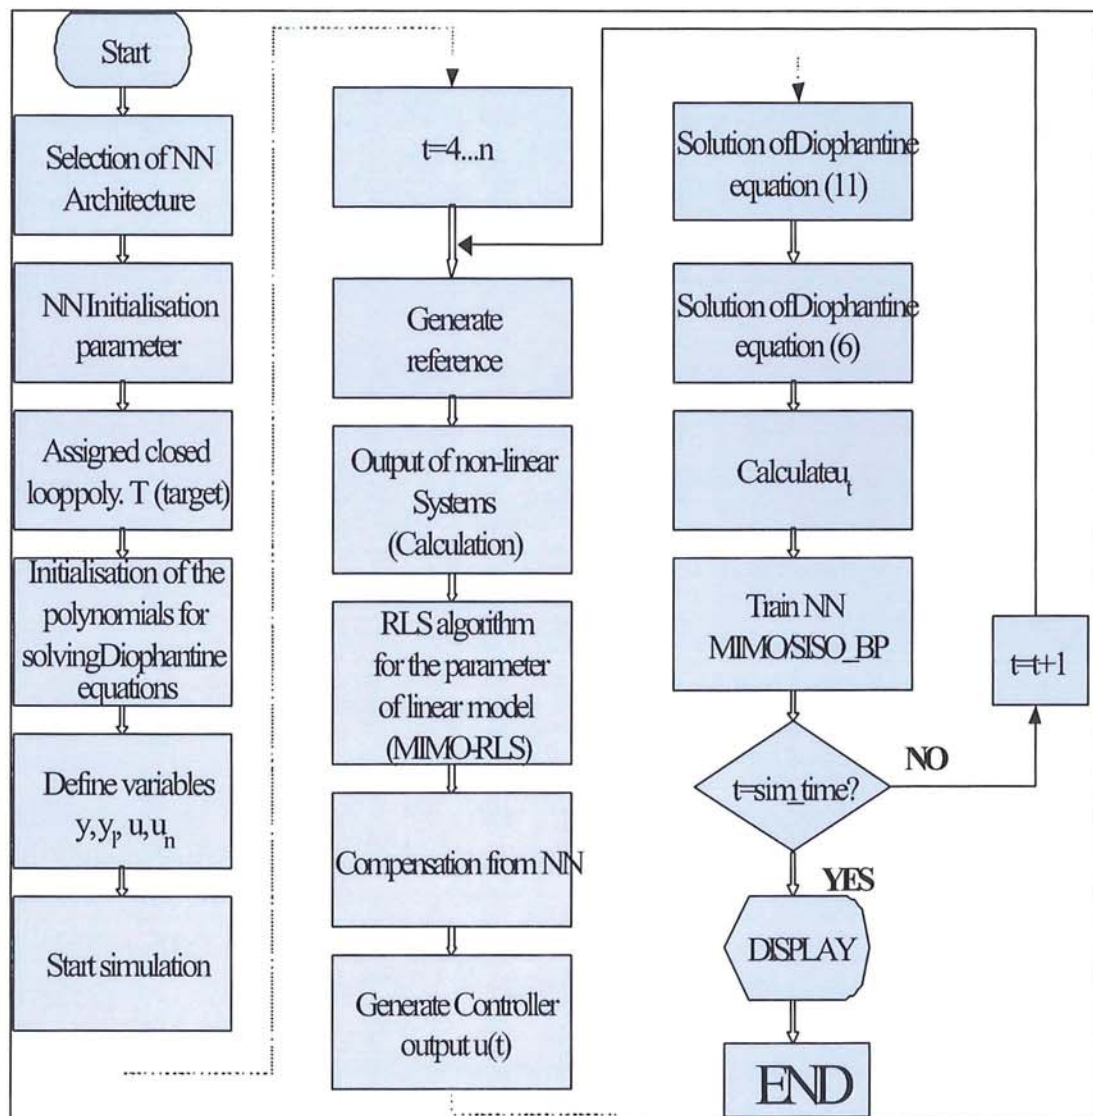 Start
Selection of NN
Architecture
NN Initialisation
parameter
Assigned closed
looppoly. T (target)
Initialisation of the
polynomials for
solvingDiophantine
equations
Define variables
y, yₗ, u, uₙ
Start simulation
t=4...n
Generate
reference
Output of non-linear
Systems
(Calculation)
RLS algorithm
for the parameter
of linear model
(MIMO-RLS)
Compensation from NN
Generate Controller
output u(t)
Solution ofDiophantine
equation (11)
Solution ofDiophantine
equation (6)
Calculateuₜ
Train NN
MIMO/SISO_BP
t=sim_time?
NO
t=t+1
YES
DISPLAY
END